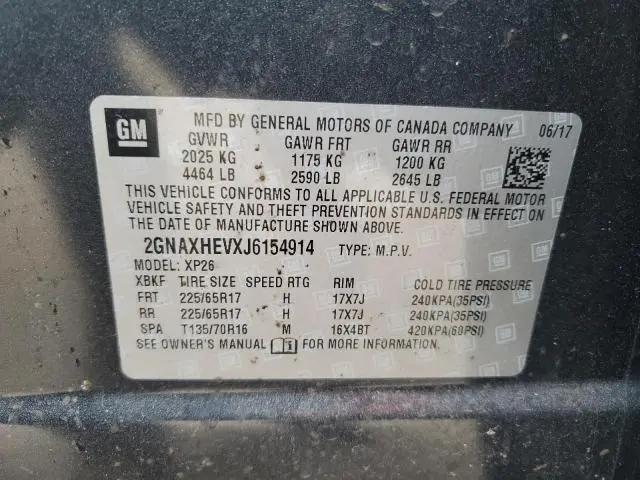 GM MFD BY GENERAL MOTORS OF CANADA COMPANY 06/17
GVWR GAWR FRT GAWR RR
2025 KG 1175 KG 1200 KG
4464 LB 2590 LB 2645 LB
THIS VEHICLE CONFORMS TO ALL APPLICABLE U.S. FEDERAL MOTOR
VEHICLE SAFETY AND THEFT PREVENTION STANDARDS IN EFFECT ON
THE DATE OF MANUFACTURE SHOWN ABOVE.
2GNAXHEVXJ6154914 TYPE: M.P.V.
MODEL: XP26
XBKF TIRE SIZE SPEED RTG RIM COLD TIRE PRESSURE
FRT 225/65R17 H 17X7J 240KPA(35PSI)
RR 225/65R17 H 17X7J 240KPA(35PSI)
SPA T135/70R16 M 16X4BT 420KPA(60PSI)
SEE OWNER'S MANUAL FOR MORE INFORMATION.